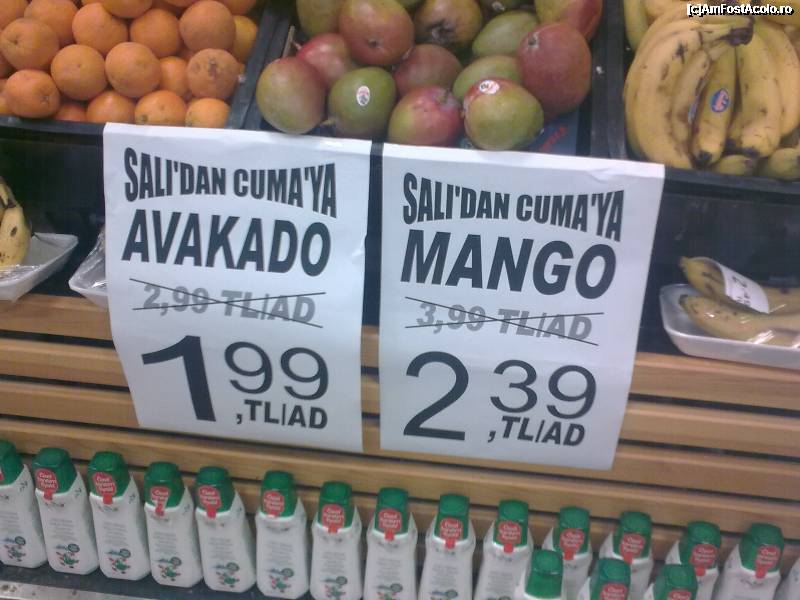 [c]AmFostAcolo.ro
SALI'DAN CUMA'YA
AVAKADO
2,99 TL/AD
1,99 TL/AD
SALI'DAN CUMA'YA
MANGO
3,99 TL/AD
2,39 TL/AD